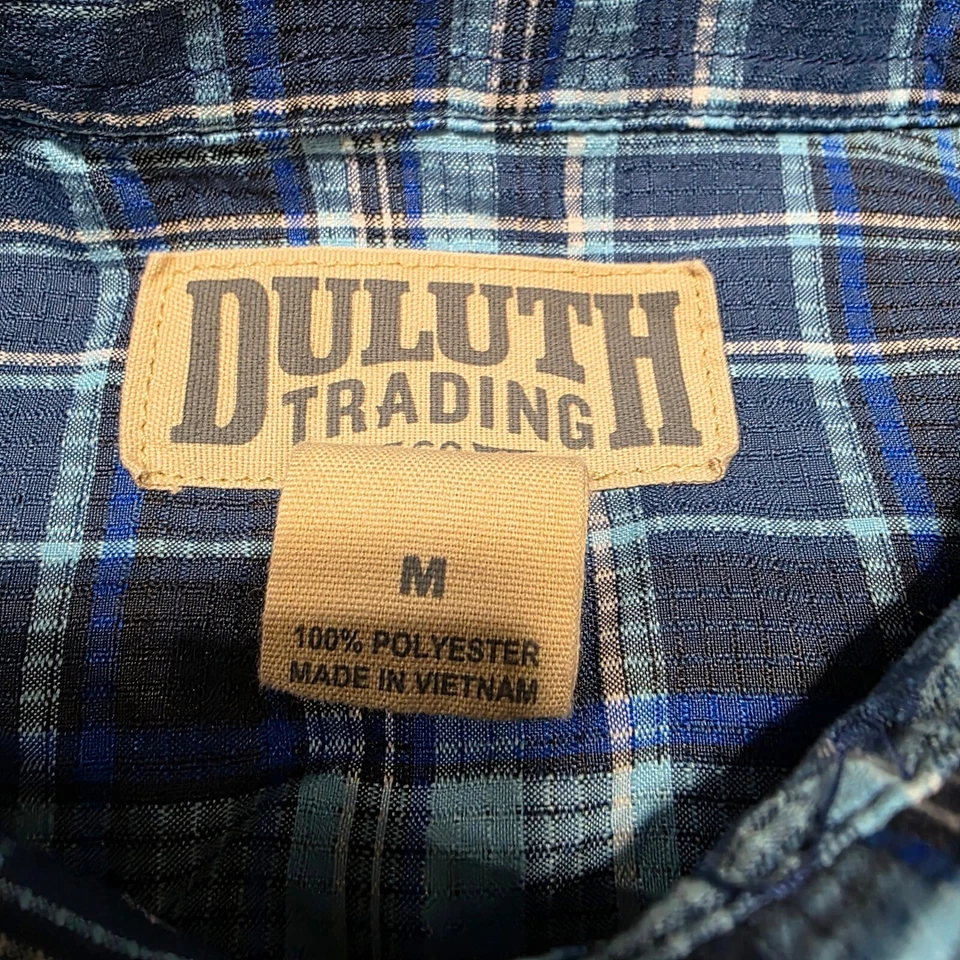 DULUTH
TRADING
M
100% POLYESTER
MADE IN VIETNAM